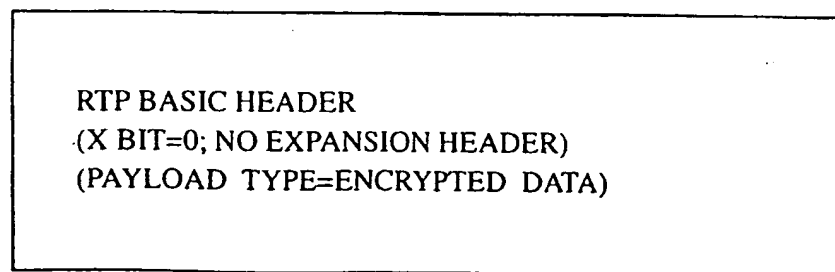 RTP BASIC HEADER
(X BIT=0; NO EXPANSION HEADER)
(PAYLOAD TYPE=ENCRYPTED DATA)